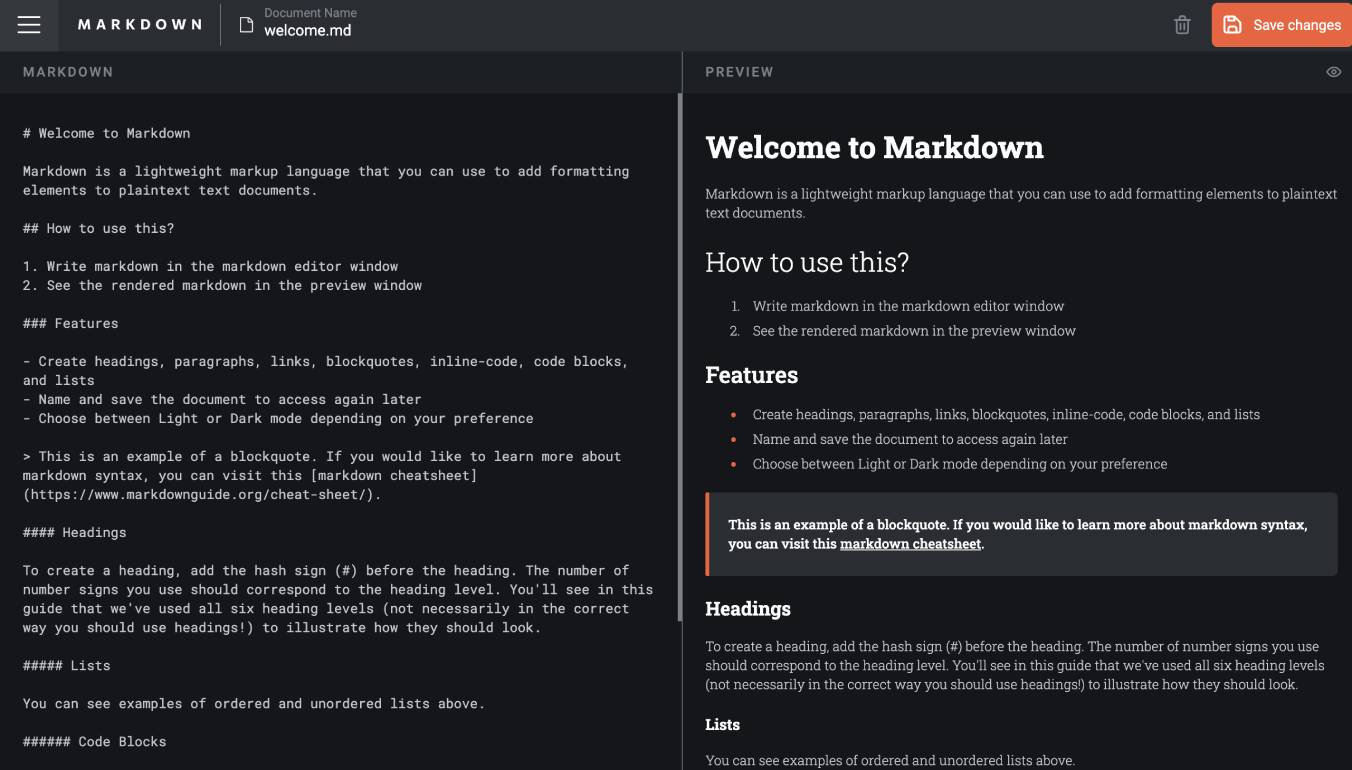 MARKDOWN
Document Name
welcome.md
Save changes
MARKDOWN
# Welcome to Markdown
Markdown is a lightweight markup language that you can use to add formatting
elements to plaintext text documents.
## How to use this?
1. Write markdown in the markdown editor window
2. See the rendered markdown in the preview window
### Features
- Create headings, paragraphs, links, blockquotes, inline-code, code blocks,
and lists
- Name and save the document to access again later
- Choose between Light or Dark mode depending on your preference
> This is an example of a blockquote. If you would like to learn more about
markdown syntax, you can visit this [markdown cheatsheet]
(https://www.markdownguide.org/cheat-sheet/).
#### Headings
To create a heading, add the hash sign (#) before the heading. The number of
number signs you use should correspond to the heading level. You'll see in this
guide that we've used all six heading levels (not necessarily in the correct
way you should use headings!) to illustrate how they should look.
##### Lists
You can see examples of ordered and unordered lists above.
###### Code Blocks
PREVIEW
Welcome to Markdown
Markdown is a lightweight markup language that you can use to add formatting elements to plaintext
text documents.
How to use this?
1. Write markdown in the markdown editor window
2. See the rendered markdown in the preview window
Features
• Create headings, paragraphs, links, blockquotes, inline-code, code blocks, and lists
• Name and save the document to access again later
• Choose between Light or Dark mode depending on your preference
This is an example of a blockquote. If you would like to learn more about markdown syntax,
you can visit this markdown cheatsheet.
Headings
To create a heading, add the hash sign (#) before the heading. The number of number signs you use
should correspond to the heading level. You'll see in this guide that we've used all six heading levels
(not necessarily in the correct way you should use headings!) to illustrate how they should look.
Lists
You can see examples of ordered and unordered lists above.